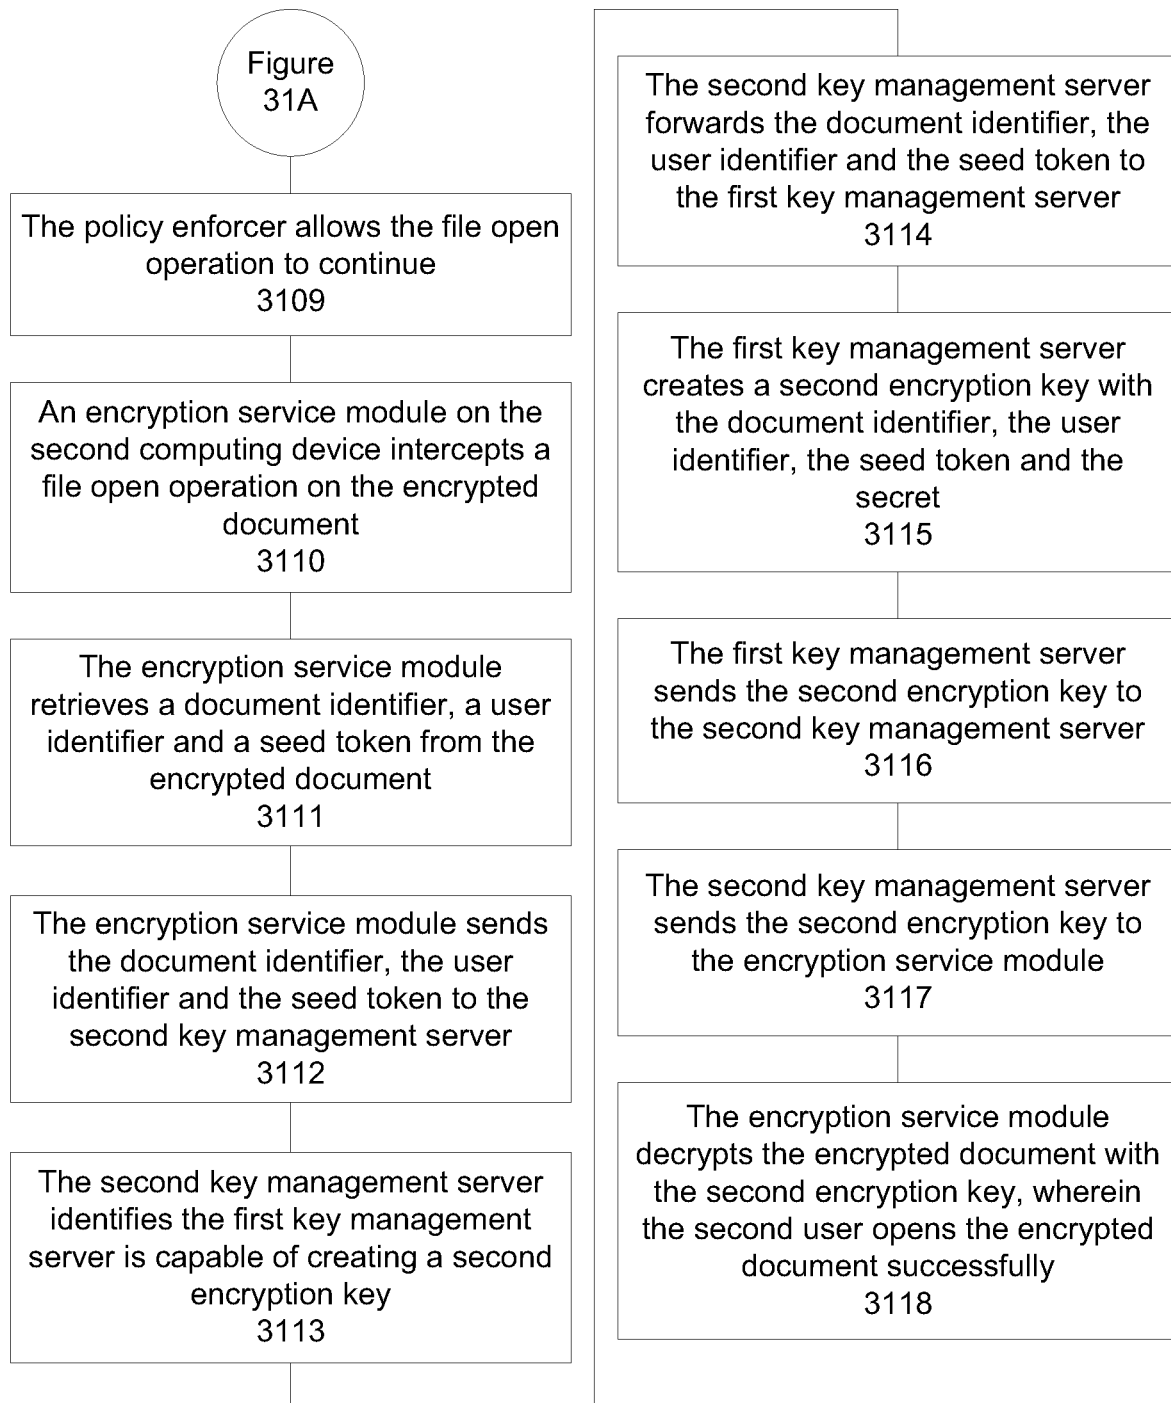 Figure
31A
The policy enforcer allows the file open
operation to continue
3109
An encryption service module on the
second computing device intercepts a
file open operation on the encrypted
document
3110
The encryption service module
retrieves a document identifier, a user
identifier and a seed token from the
encrypted document
3111
The encryption service module sends
the document identifier, the user
identifier and the seed token to the
second key management server
3112
The second key management server
identifies the first key management
server is capable of creating a second
encryption key
3113
The second key management server
forwards the document identifier, the
user identifier and the seed token to
the first key management server
3114
The first key management server
creates a second encryption key with
the document identifier, the user
identifier, the seed token and the
secret
3115
The first key management server
sends the second encryption key to
the second key management server
3116
The second key management server
sends the second encryption key to
the encryption service module
3117
The encryption service module
decrypts the encrypted document with
the second encryption key, wherein
the second user opens the encrypted
document successfully
3118